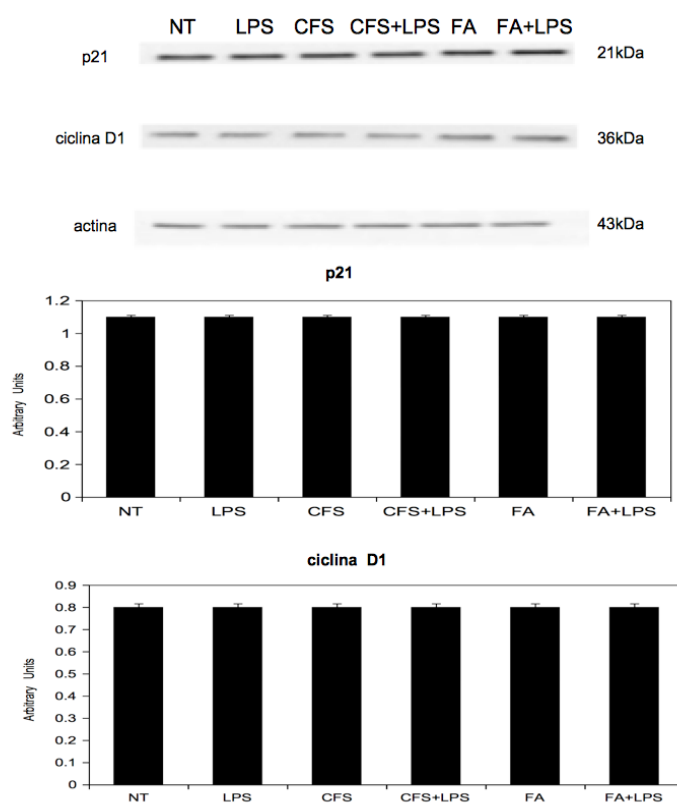 NT LPS CFS CFS+LPS FA FA+LPS
p21 21kDa
ciclina D1 36kDa
actina 43kDa
p21
Arbitrary Units
1.2
1
0.8
0.6
0.4
0.2
0
NT LPS CFS CFS+LPS FA FA+LPS
ciclina D1
Arbitrary Units
0.9
0.8
0.7
0.6
0.5
0.4
0.3
0.2
0.1
0
NT LPS CFS CFS+LPS FA FA+LPS